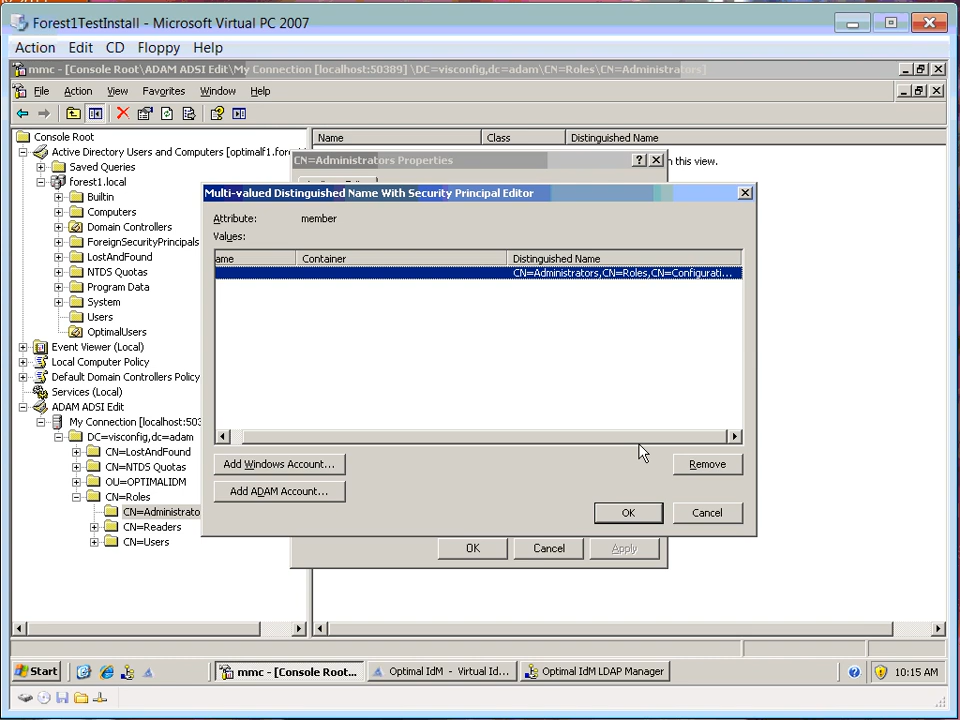 Forest1TestInstall - Microsoft Virtual PC 2007
Action Edit CD Floppy Help
mmc - [Console Root\ADAM ADSI Edit\My Connection [localhost:50389] \DC=visconfig,dc=adam\CN=Roles\CN=Administrators]
File Action View Favorites Window Help
Console Root
Name Class Distinguished Name
Active Directory Users and Computers [optimalf1.fore
n this view.
CN=Administrators Properties
Saved Queries
forest1.local
Multi-valued Distinguished Name With Security Principal Editor
Builtin
Computers
Attribute: member
Domain Controllers
Values:
ForeignSecurityPrincipals
LostAndFound
ame Container Distinguished Name
NTDS Quotas
CN=Administrators,CN=Roles,CN=Configurati...
Program Data
System
Users
OptimalUsers
Event Viewer (Local)
Local Computer Policy
Default Domain Controllers Policy
Services (Local)
ADAM ADSI Edit
My Connection [localhost:503
DC=visconfig,dc=adam
CN=LostAndFound
CN=NTDS Quotas
Add Windows Account... Remove
OU=OPTIMALIDM
Add ADAM Account...
CN=Roles
CN=Administrato
OK Cancel
CN=Readers
CN=Users
OK Cancel Apply
Start mmc - [Console Root... Optimal IdM - Virtual Id... Optimal IdM LDAP Manager 10:15 AM